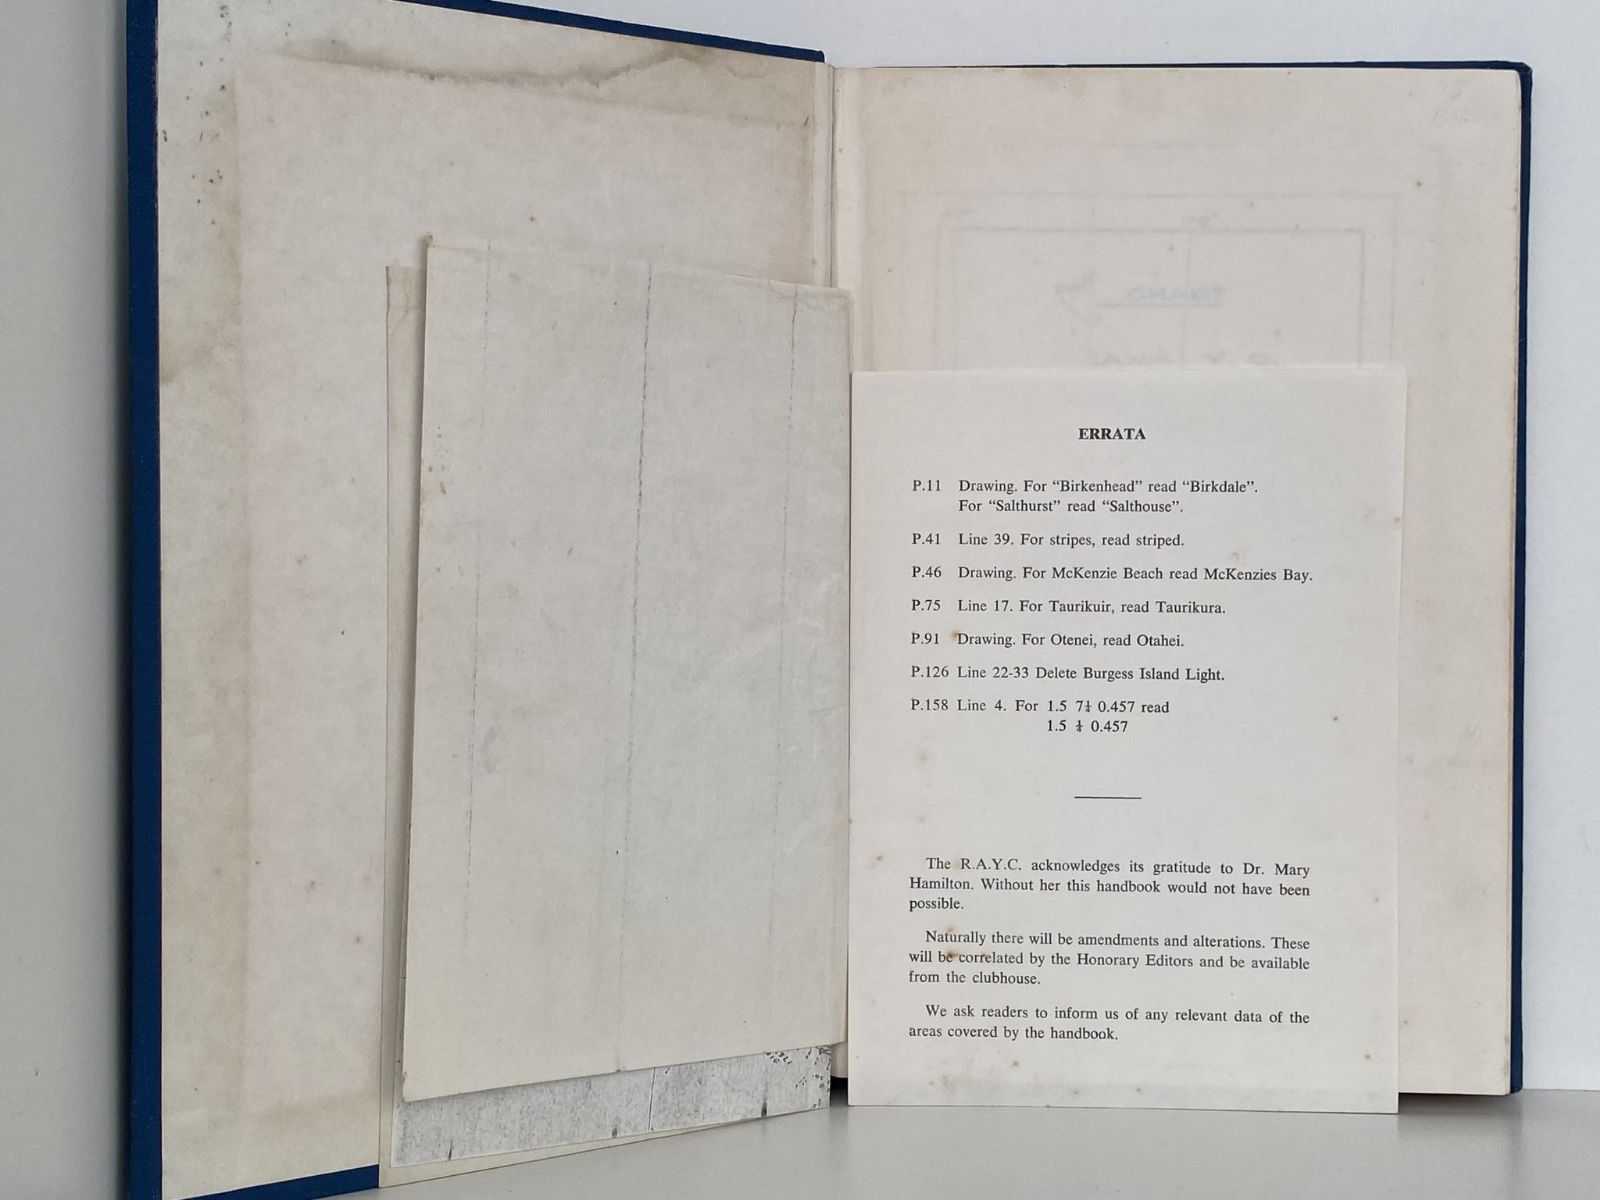 ERRATA
P.11 Drawing. For “Birkenhead” read “Birkdale”.
For “Salthurst” read “Salthouse”.
P.41 Line 39. For stripes, read striped.
P.46 Drawing. For McKenzie Beach read McKenzies Bay.
P.75 Line 17. For Taurikuir, read Taurikura.
P.91 Drawing. For Otenei, read Otahei.
P.126 Line 22-33 Delete Burgess Island Light.
P.158 Line 4. For 1.5 7¼ 0.457 read
1.5 ¼ 0.457
The R.A.Y.C. acknowledges its gratitude to Dr. Mary
Hamilton. Without her this handbook would not have been
possible.
Naturally there will be amendments and alterations. These
will be correlated by the Honorary Editors and be available
from the clubhouse.
We ask readers to inform us of any relevant data of the
areas covered by the handbook.